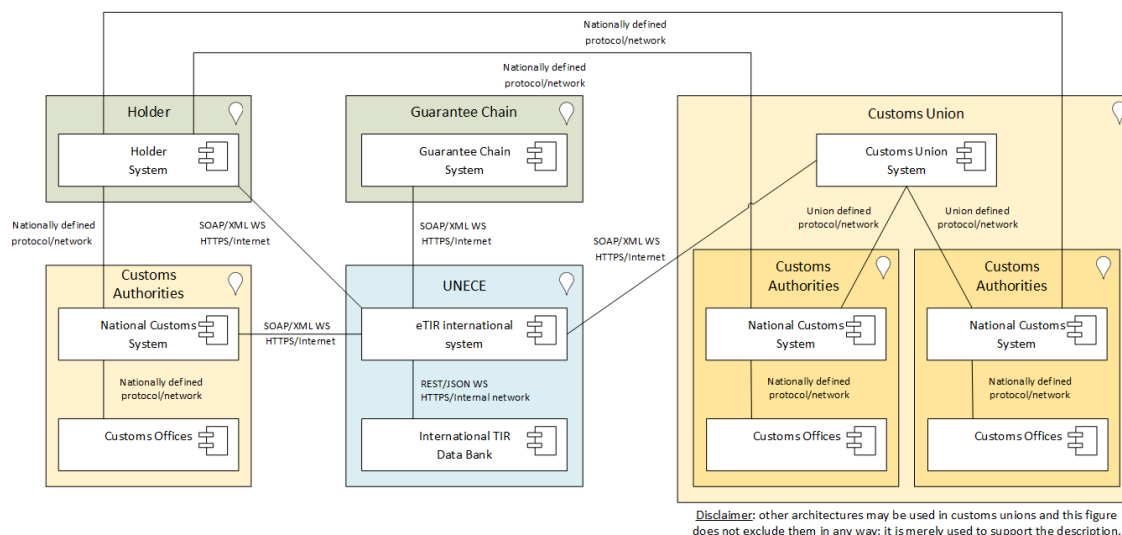 Nationally defined
protocol/network
Nationally defined
protocol/network
Holder
Holder
System
Guarantee Chain
Guarantee Chain
System
Customs Union
Customs Union
System
Nationally defined
protocol/network
SOAP/XML WS
HTTPS/Internet
SOAP/XML WS
HTTPS/Internet
SOAP/XML WS
HTTPS/Internet
Union defined
protocol/network
Union defined
protocol/network
Customs
Authorities
National Customs
System
SOAP/XML WS
HTTPS/Internet
UNECE
eTIR international
system
Customs
Authorities
National Customs
System
Customs
Authorities
National Customs
System
Nationally defined
protocol/network
REST/JSON WS
HTTPS/Internal network
Nationally defined
protocol/network
Nationally defined
protocol/network
Customs Offices
International TIR
Data Bank
Customs Offices
Customs Offices
Disclaimer: other architectures may be used in customs unions and this figure
does not exclude them in any way: it is merely used to support the description.